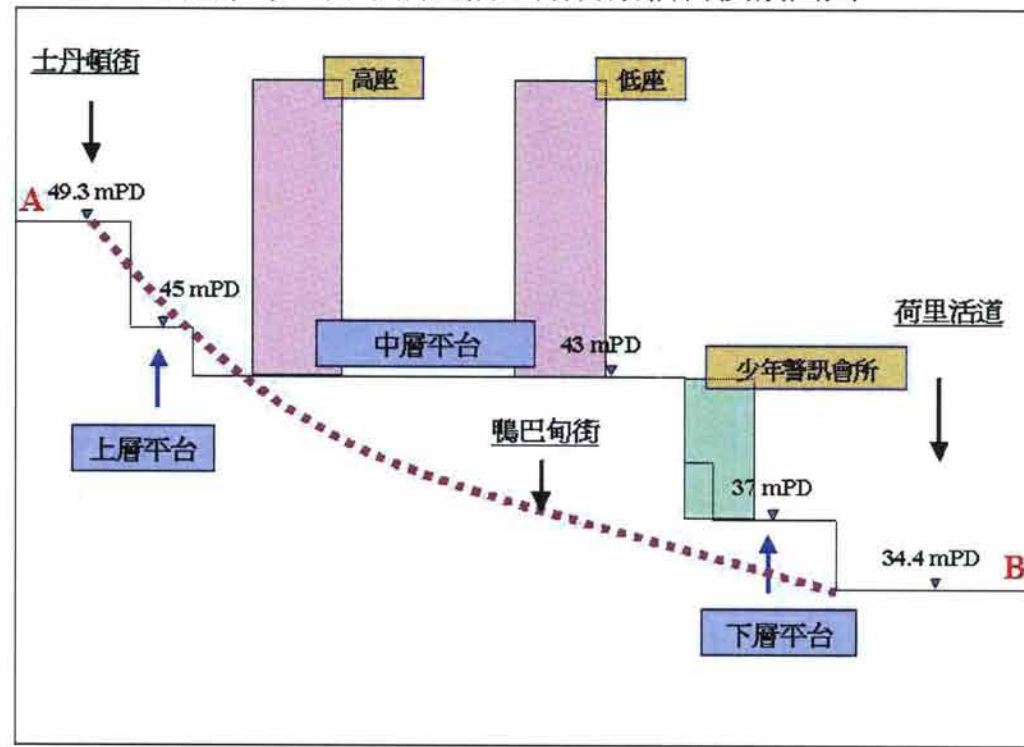 士丹頓街
高座
低座
A
49.3 mPD
45 mPD
中層平台
43 mPD
荷里活道
少年警訊會所
上層平台
鴨巴甸街
37 mPD
34.4 mPD
B
下層平台